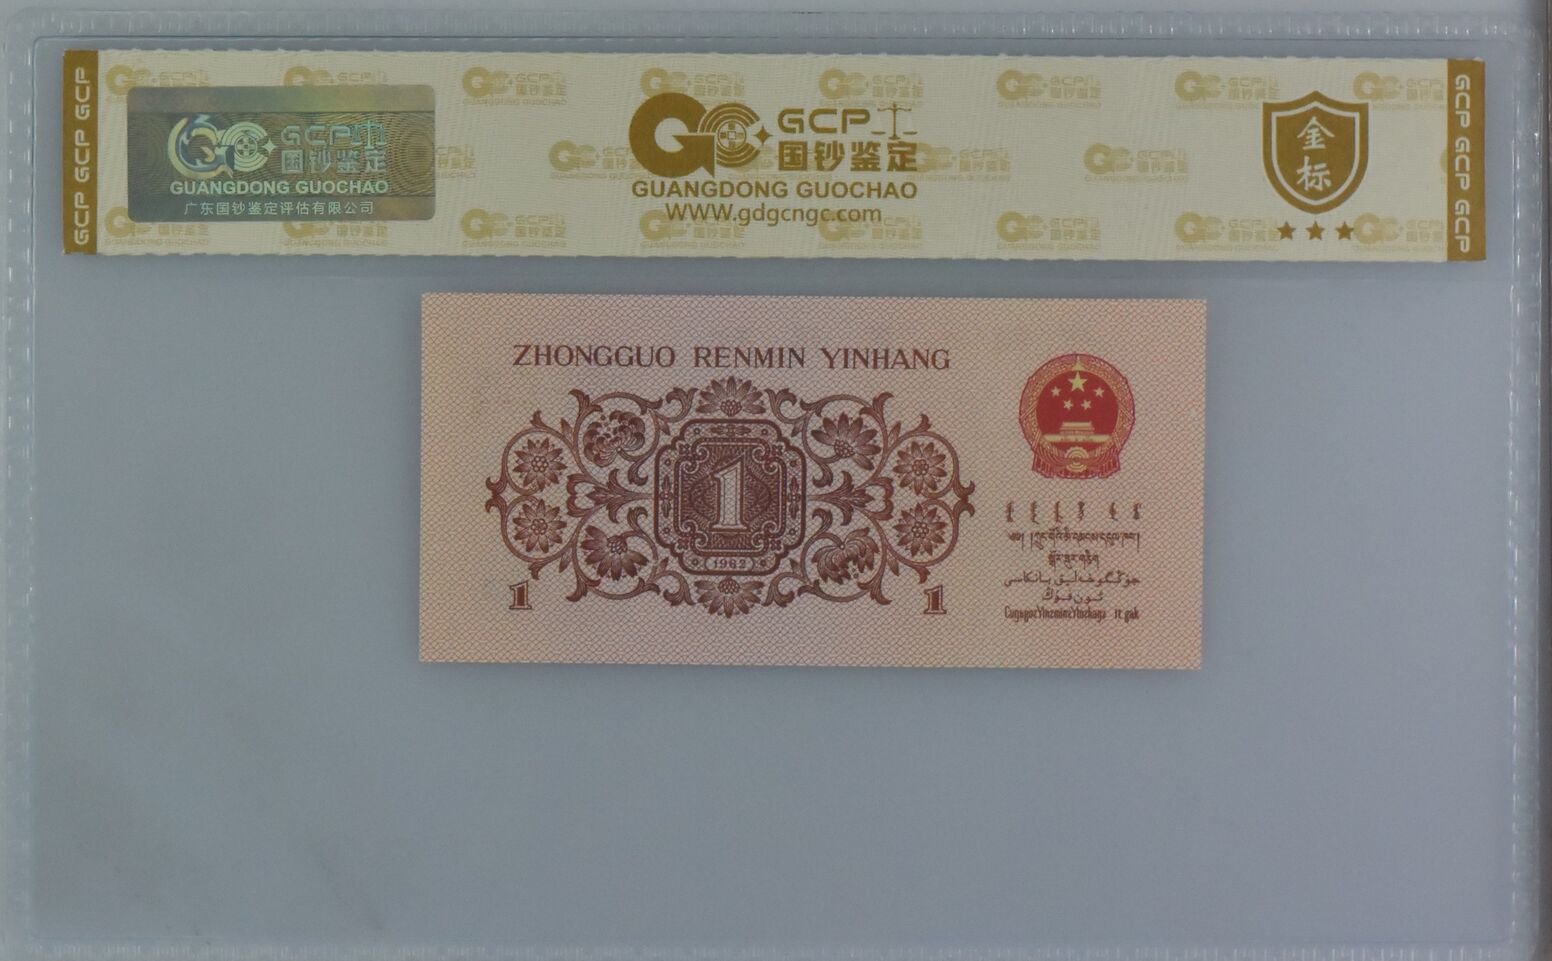 GCP GCP GCP
GCP 国钞鉴定
GUANGDONG GUOCHAO
广东国钞鉴定评估有限公司
GCP
国钞鉴定
GUANGDONG GUOCHAO
WWW.gdgcngc.com
金标
GCP GCP GCP
ZHONGGUO RENMIN YINHANG
1
(1962)
1
1